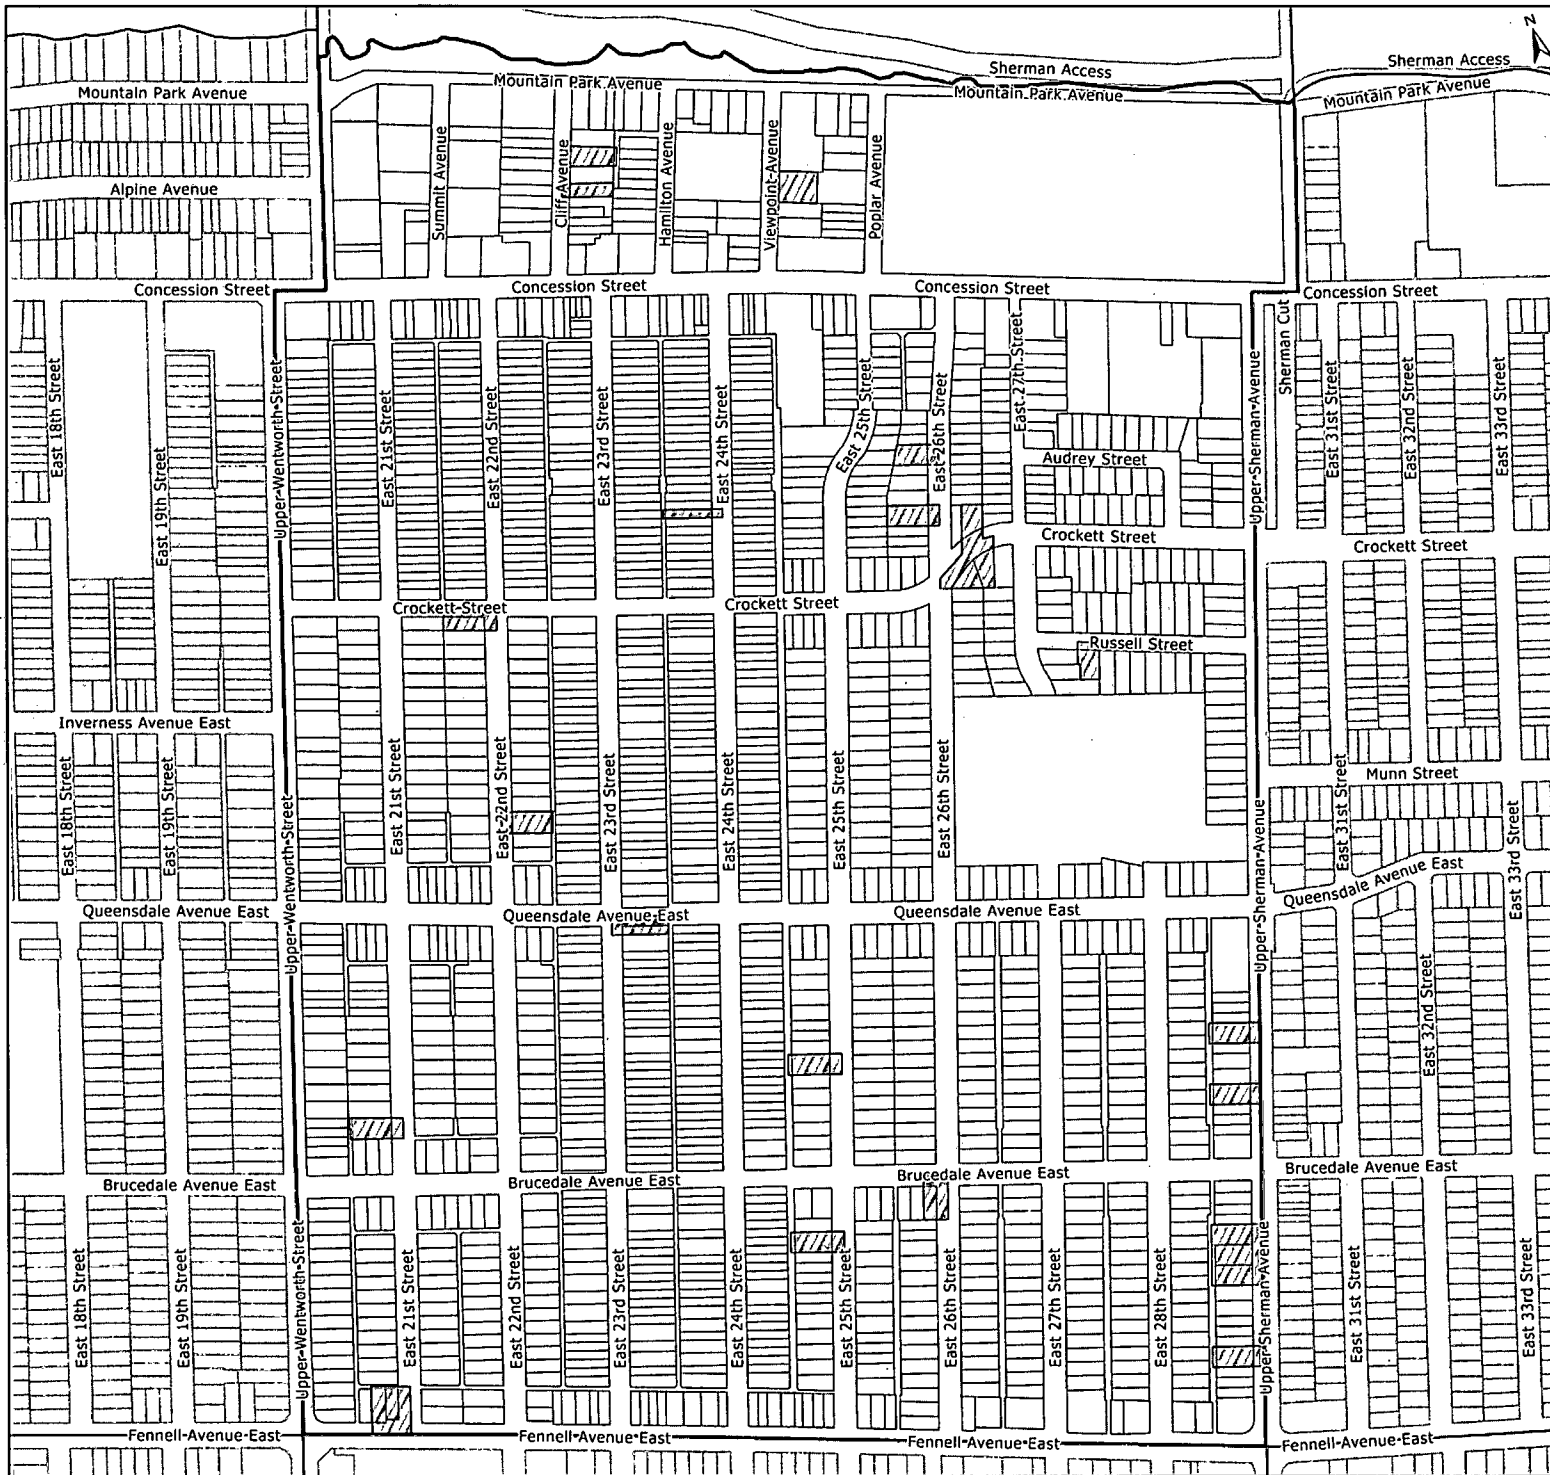 N
Sherman Access
Sherman Access
Mountain Park Avenue
Mountain Park Avenue
Mountain Park Avenue
Mountain Park Avenue
Alpine Avenue
Summit Avenue
Cliff Avenue
Hamilton Avenue
Viewpoint Avenue
Poplar Avenue
Concession Street
Concession Street
Concession Street
Concession Street
East 18th Street
East 19th Street
Upper Wentworth Street
East 21st Street
East 22nd Street
East 23rd Street
East 24th Street
East 25th Street
East 26th Street
East 27th Street
Upper Sherman Avenue
Sherman Cut
East 31st Street
East 32nd Street
East 33rd Street
Audrey Street
Crockett Street
Crockett Street
Crockett Street
Crockett Street
Russell Street
Inverness Avenue East
Munn Street
East 18th Street
East 19th Street
Upper Wentworth Street
East 21st Street
East 22nd Street
East 23rd Street
East 24th Street
East 25th Street
East 26th Street
Upper Sherman Avenue
East 31st Street
East 33rd Street
Queensdale Avenue East
Queensdale Avenue East
Queensdale Avenue East
Queensdale Avenue East
East 32nd Street
Brucedale Avenue East
Brucedale Avenue East
Brucedale Avenue East
Brucedale Avenue East
East 18th Street
East 19th Street
Upper Wentworth Street
East 21st Street
East 22nd Street
East 23rd Street
East 24th Street
East 25th Street
East 26th Street
East 27th Street
East 28th Street
Upper Sherman Avenue
East 31st Street
East 33rd Street
Fennell Avenue East
Fennell Avenue East
Fennell Avenue East
Fennell Avenue East